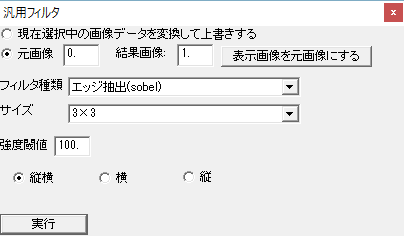 汎用フィルタ
x
現在選択中の画像データを変換して上書きする
元画像 0. 結果画像: 1. 表示画像を元画像にする
フィルタ種類 エッジ抽出(sobel)
サイズ 3×3
強度閾値 100.
縦横 横 縦
実行